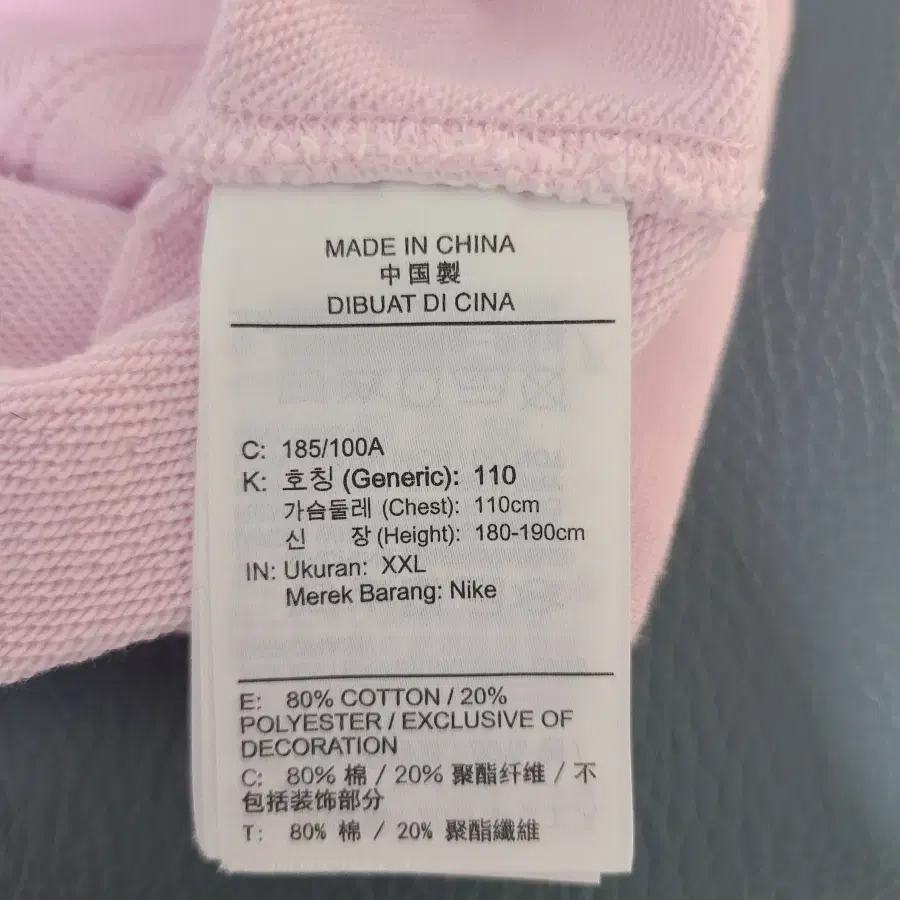 MADE IN CHINA
中国製
DIBUAT DI CINA
C: 185/100A
K: 호칭 (Generic): 110
가슴둘레 (Chest): 110cm
신 장 (Height): 180-190cm
IN: Ukuran: XXL
Merek Barang: Nike
E: 80% COTTON / 20%
POLYESTER / EXCLUSIVE OF
DECORATION
C: 80% 棉 / 20% 聚酯纤维 / 不
包括装饰部分
T: 80% 棉 / 20% 聚酯纖維